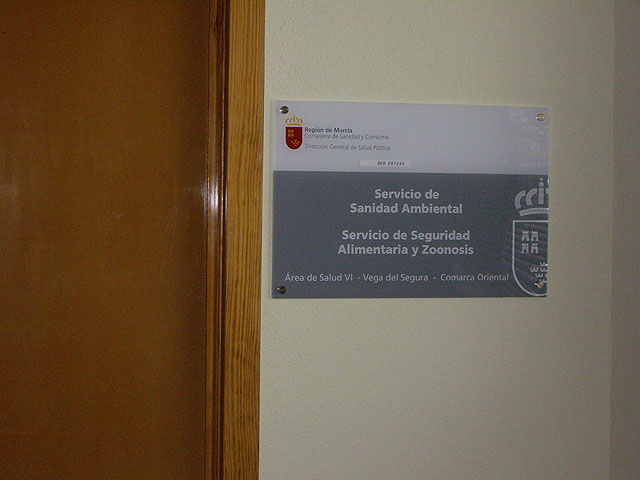 Región de Murcia
Consejería de Sanidad y Consumo
Dirección General de Salud Pública
Servicio de
Sanidad Ambiental
Servicio de Seguridad
Alimentaria y Zoonosis
Área de Salud VI - Vega del Segura - Comarca Oriental